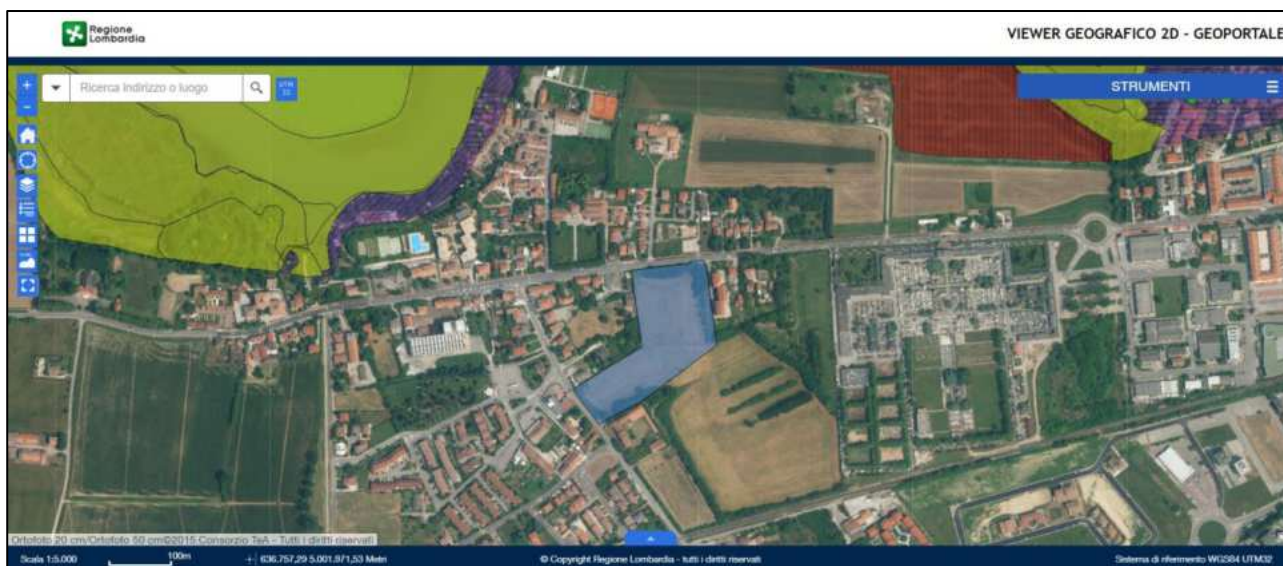 Regione
Lombardia
VIEWER GEOGRAFICO 2D - GEOPORTALE
Ricerca indirizzo o luogo
UTM
32
STRUMENTI
Ortofoto 20 cm/Ortofoto 50 cm©2015 Consorzio TeA - Tutti i diritti riservati
Scala 1:5.000
100m
636.757,29 5.001.971,53 Metri
© Copyright Regione Lombardia - tutti i diritti riservati
Sistema di riferimento WGS84 UTM32